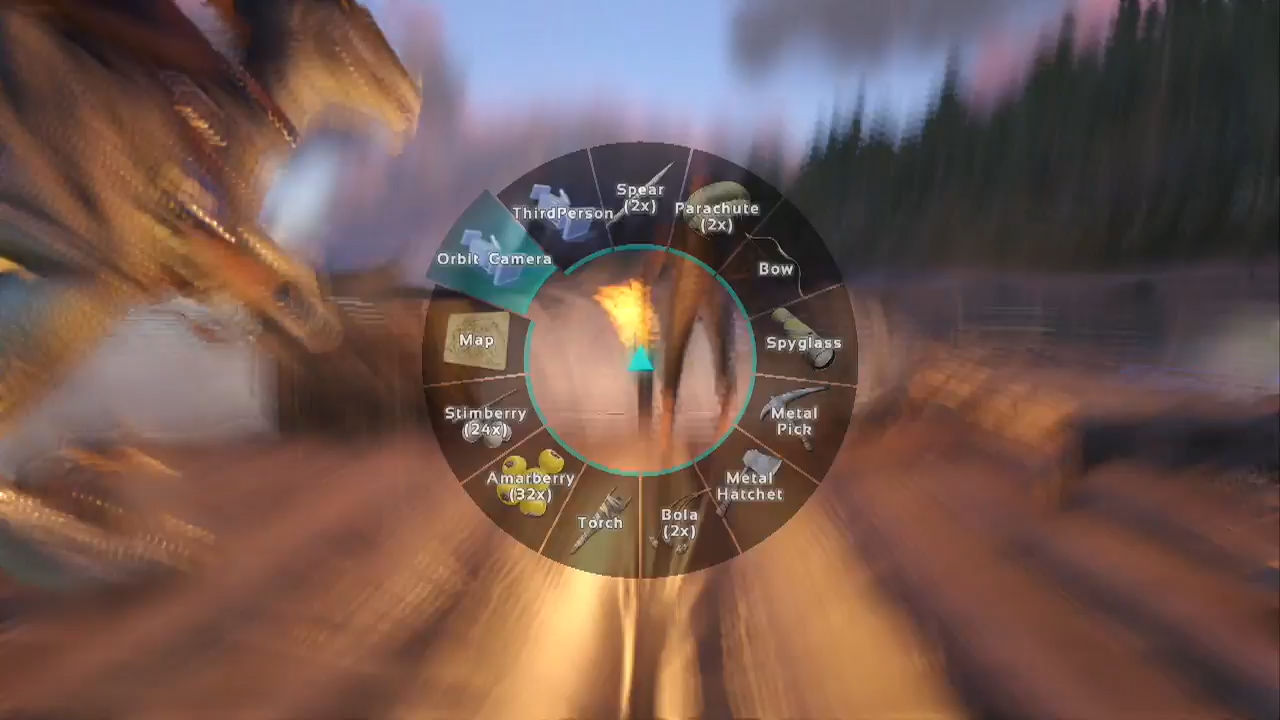 Spear
(2x)
ThirdPerson
Parachute
(2x)
Orbit Camera
Bow
Map
Spyglass
Stimberry
(24x)
Metal
Pick
Amarberry
(32x)
Metal
Hatchet
Torch
Bola
(2x)